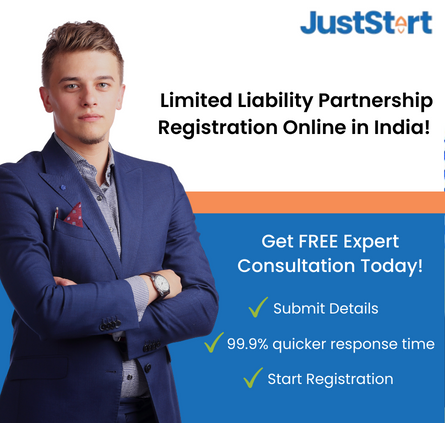 JustStart
Limited Liability Partnership
Registration Online in India!
Get FREE Expert
Consultation Today!
Submit Details
99.9% quicker response time
Start Registration